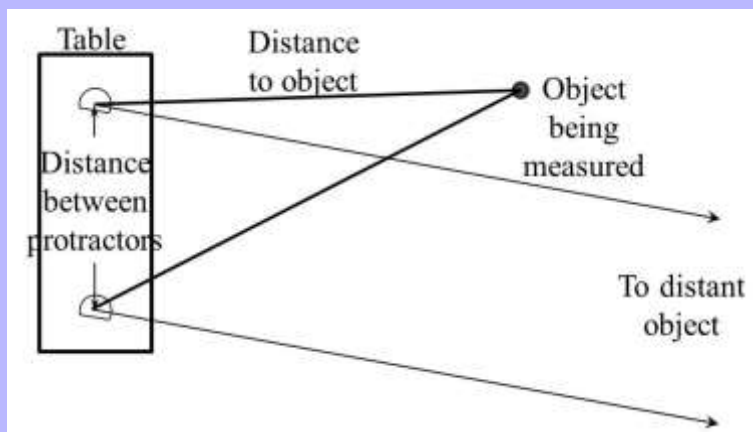 Table
Distance
to object
Object
being
measured
Distance
between
protractors
To distant
object